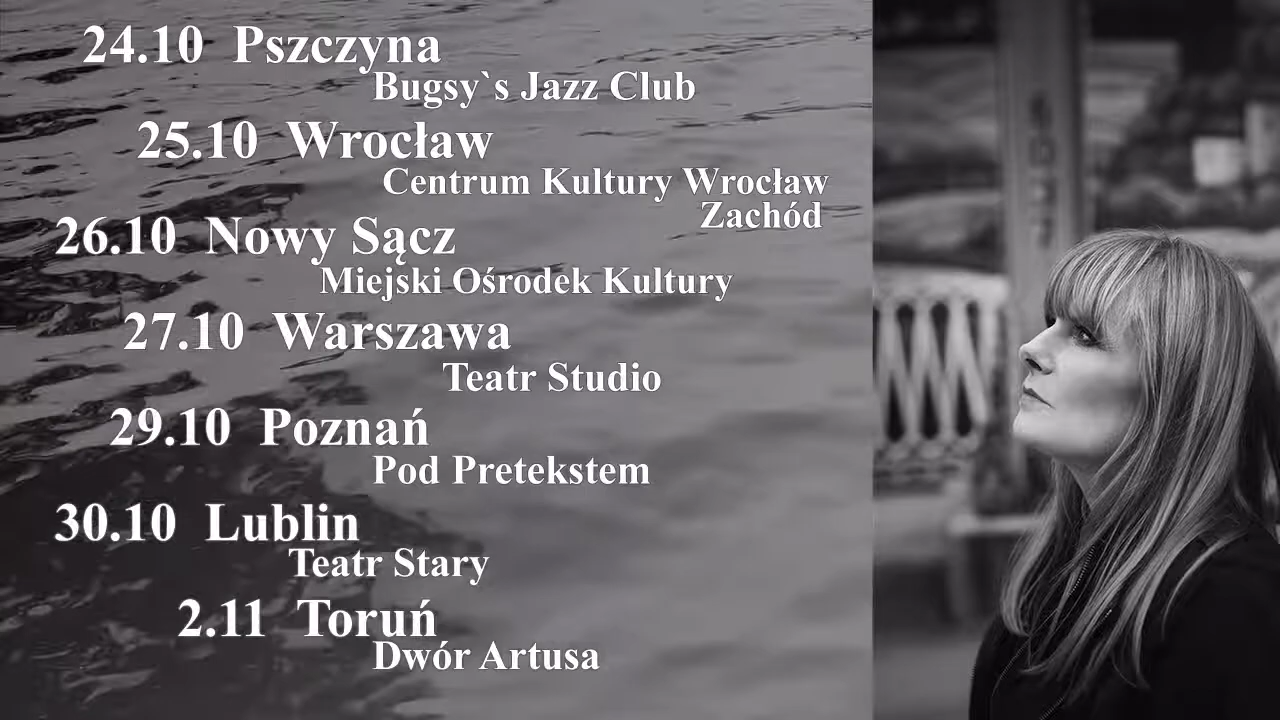 24.10 Pszczyna
Bugsy`s Jazz Club
25.10 Wrocław
Centrum Kultury Wrocław
Zachód
26.10 Nowy Sącz
Miejski Ośrodek Kultury
27.10 Warszawa
Teatr Studio
29.10 Poznań
Pod Pretekstem
30.10 Lublin
Teatr Stary
2.11 Toruń
Dwór Artusa